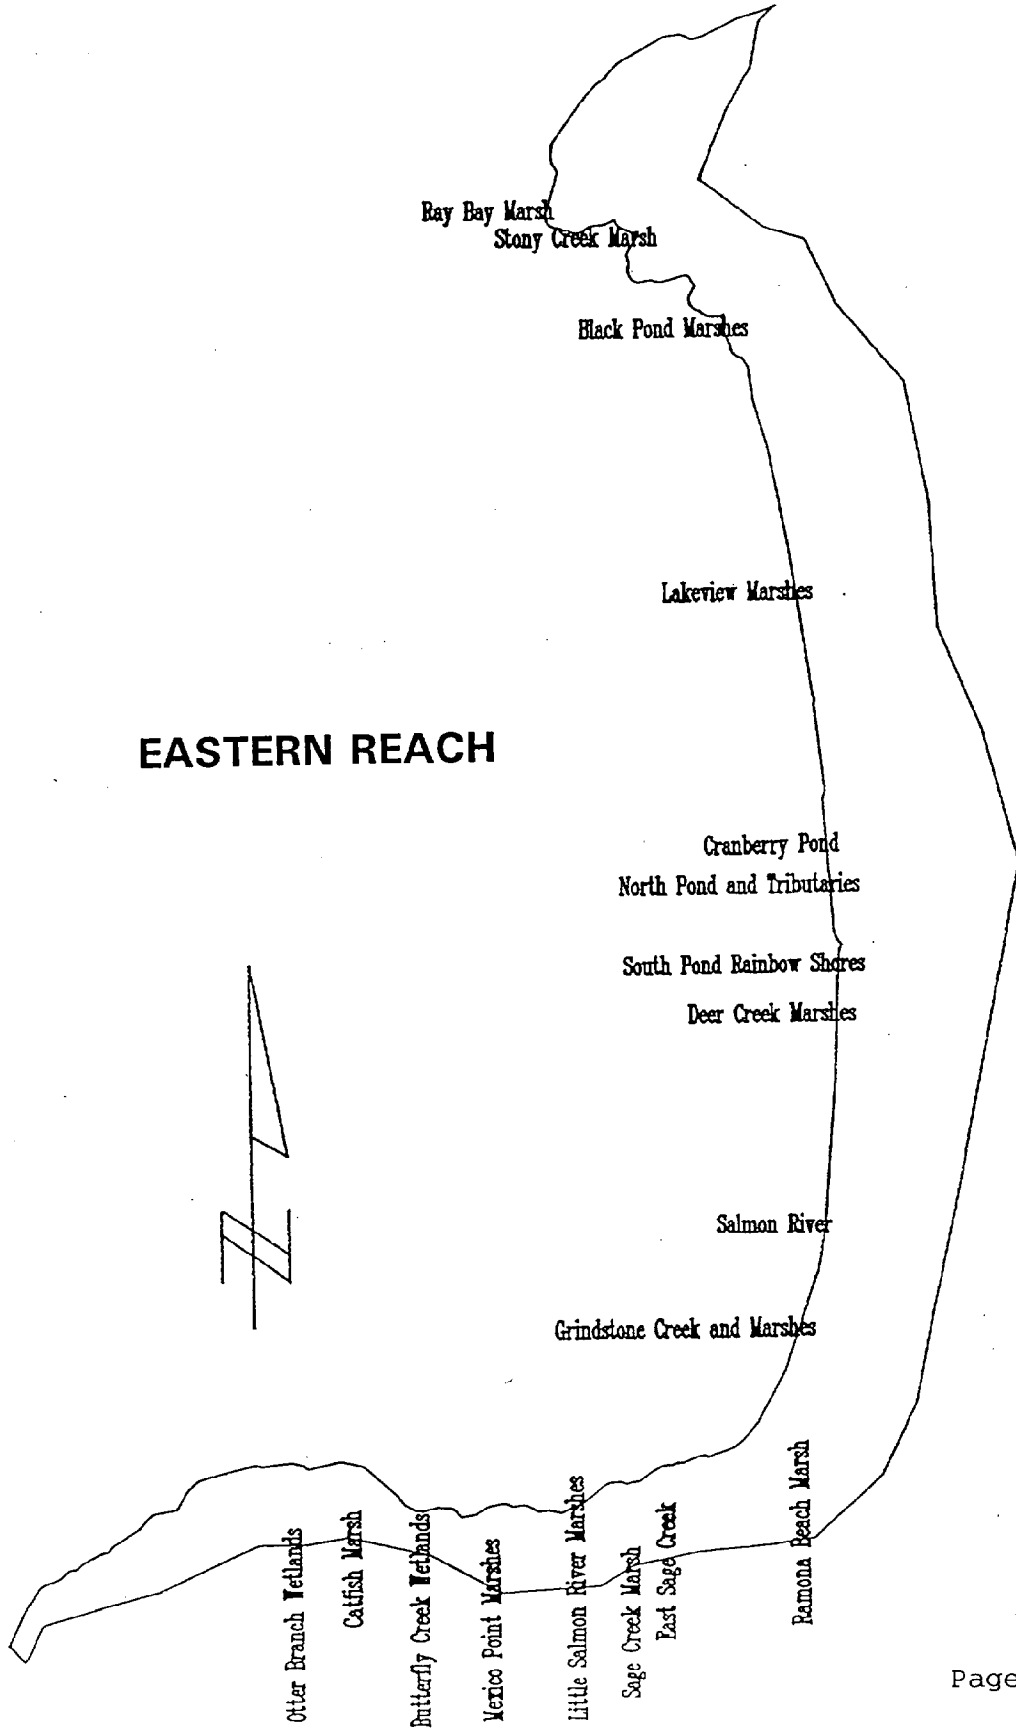 Ray Bay Marsh
Stony Creek Marsh
Black Pond Marshes
Lakeview Marshes
EASTERN REACH
Cranberry Pond
North Pond and Tributaries
South Pond Rainbow Shores
Deer Creek Marshes
Salmon River
Grindstone Creek and Marshes
Otter Branch Wetlands
Catfish Marsh
Butterfly Creek Wetlands
Mexico Point Marshes
Little Salmon River Marshes
Sage Creek Marsh
East Sage Creek
Ramona Beach Marsh
N
Page